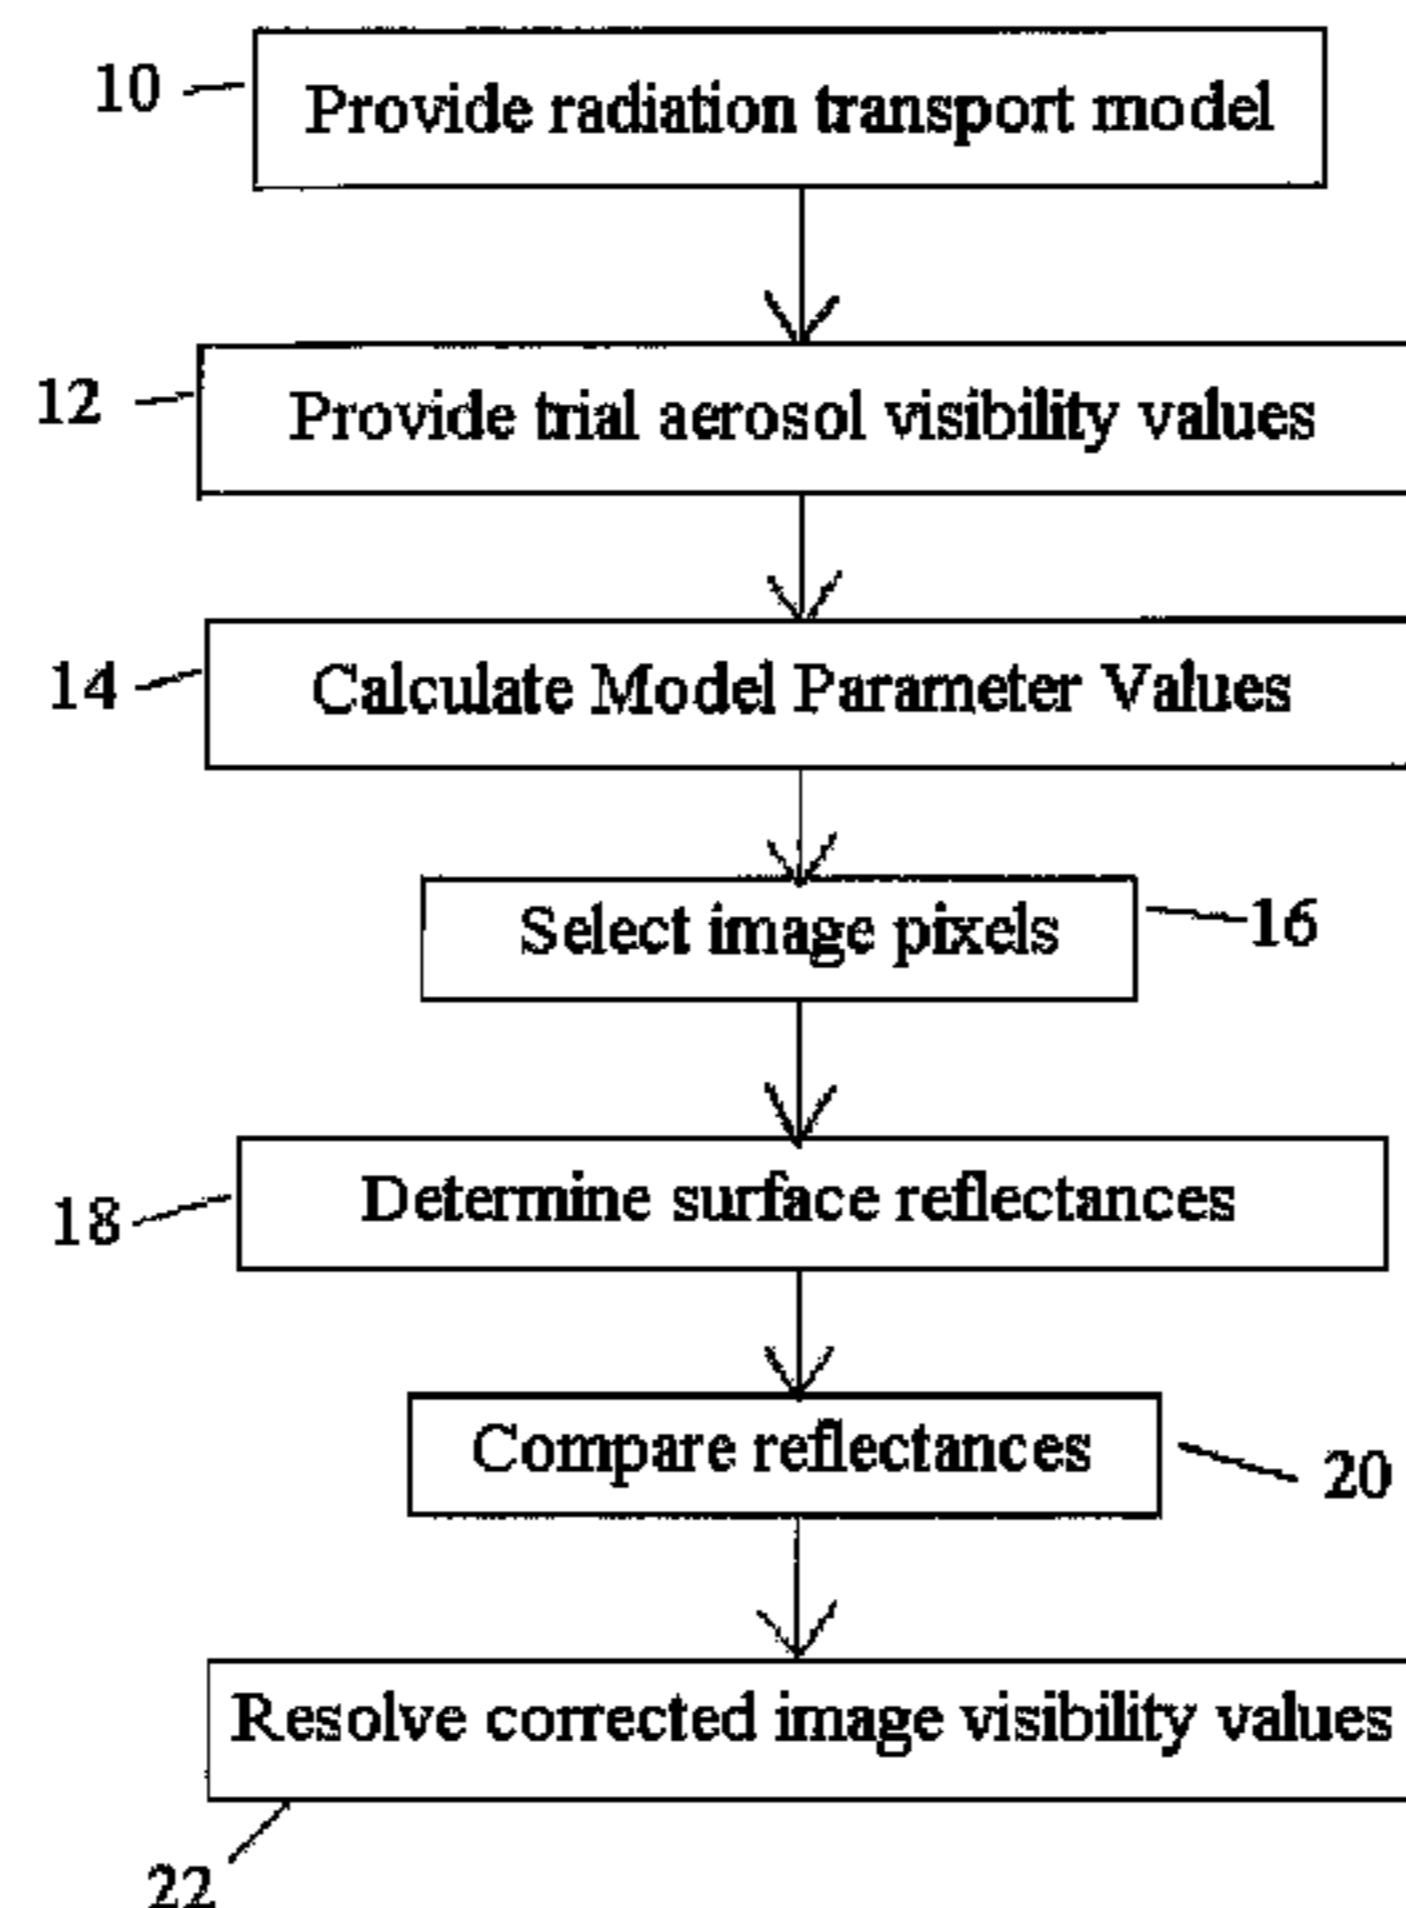 10
Provide radiation transport model
12
Provide trial aerosol visibility values
14
Calculate Model Parameter Values
Select image pixels
16
18
Determine surface reflectances
Compare reflectances
20
Resolve corrected image visibility values
22